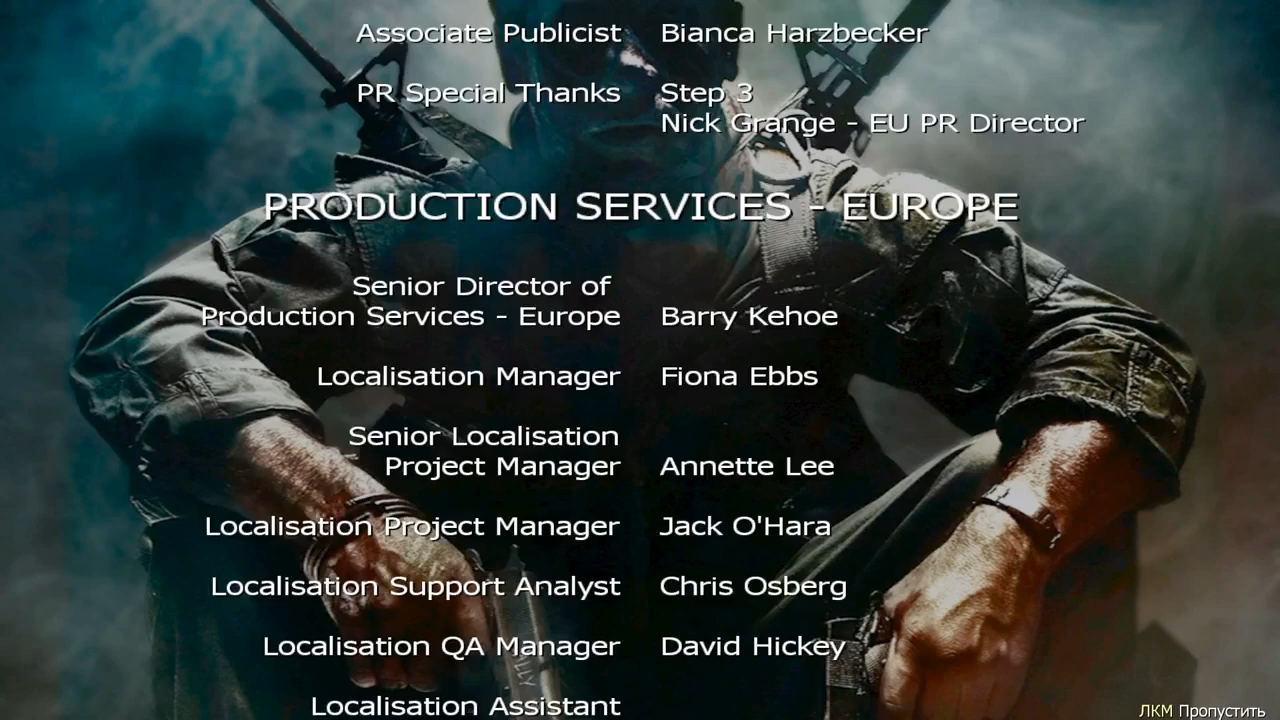 Associate Publicist Bianca Harzbecker
PR Special Thanks Step 3
Nick Grange - EU PR Director
PRODUCTION SERVICES - EUROPE
Senior Director of
Production Services - Europe Barry Kehoe
Localisation Manager Fiona Ebbs
Senior Localisation
Project Manager Annette Lee
Localisation Project Manager Jack O'Hara
Localisation Support Analyst Chris Osberg
Localisation QA Manager David Hickey
Localisation Assistant
ЛКМ Пропустить